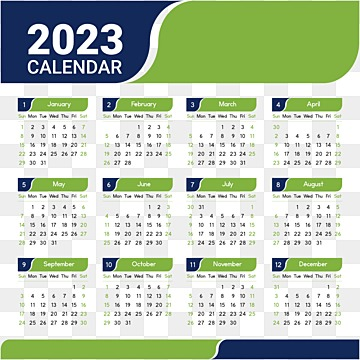 2023
CALENDAR
1 January
Sun Mon Tue Wed Thu Fri Sat
1 2 3 4 5 6 7
8 9 10 11 12 13 14
15 16 17 18 19 20 21
22 23 24 25 26 27 28
29 30 31
2 February
Sun Mon Tue Wed Thu Fri Sat
1 2 3 4
5 6 7 8 9 10 11
12 13 14 15 16 17 18
19 20 21 22 23 24 25
26 27 28
3 March
Sun Mon Tue Wed Thu Fri Sat
1 2 3 4
5 6 7 8 9 10 11
12 13 14 15 16 17 18
19 20 21 22 23 24 25
26 27 28 29 30 31
4 April
Sun Mon Tue Wed Thu Fri Sat
30 1
2 3 4 5 6 7 8
9 10 11 12 13 14 15
16 17 18 19 20 21 22
23 24 25 26 27 28 29
5 May
Sun Mon Tue Wed Thu Fri Sat
1 2 3 4 5 6
7 8 9 10 11 12 13
14 15 16 17 18 19 20
21 22 23 24 25 26 27
28 29 30 31
6 June
Sun Mon Tue Wed Thu Fri Sat
1 2 3
4 5 6 7 8 9 10
11 12 13 14 15 16 17
18 19 20 21 22 23 24
25 26 27 28 29 30
7 July
Sun Mon Tue Wed Thu Fri Sat
30 31 1
2 3 4 5 6 7 8
9 10 11 12 13 14 15
16 17 18 19 20 21 22
23 24 25 26 27 28 29
8 August
Sun Mon Tue Wed Thu Fri Sat
1 2 3 4 5
6 7 8 9 10 11 12
13 14 15 16 17 18 19
20 21 22 23 24 25 26
27 28 29 30 31
9 September
Sun Mon Tue Wed Thu Fri Sat
1 2
3 4 5 6 7 8 9
10 11 12 13 14 15 16
17 18 19 20 21 22 23
24 25 26 27 28 29 30
10 October
Sun Mon Tue Wed Thu Fri Sat
1 2 3 4 5 6 7
8 9 10 11 12 13 14
15 16 17 18 19 20 21
22 23 24 25 26 27 28
29 30 31
11 November
Sun Mon Tue Wed Thu Fri Sat
1 2 3 4
5 6 7 8 9 10 11
12 13 14 15 16 17 18
19 20 21 22 23 24 25
26 27 28 29 30
12 December
Sun Mon Tue Wed Thu Fri Sat
31 1 2
3 4 5 6 7 8 9
10 11 12 13 14 15 16
17 18 19 20 21 22 23
24 25 26 27 28 29 30